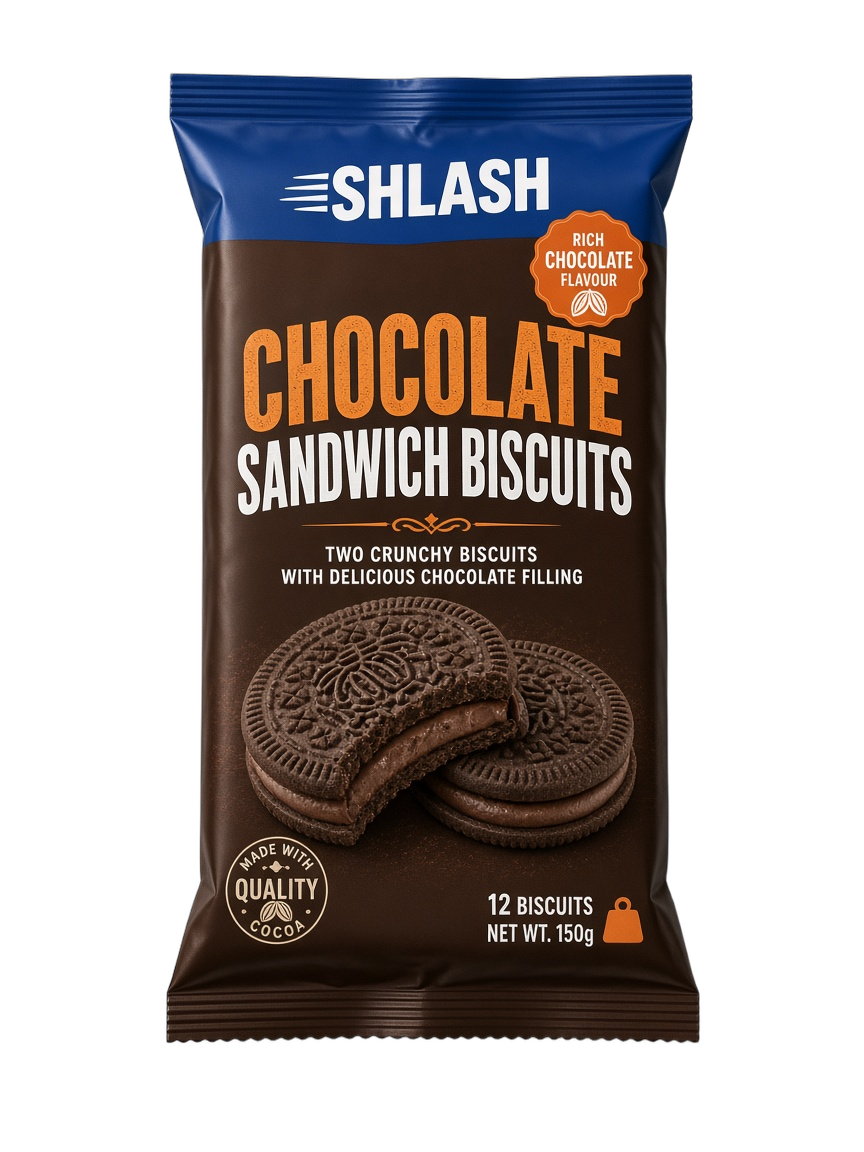 SHLASH
RICH
CHOCOLATE
FLAVOUR
CHOCOLATE
SANDWICH BISCUITS
TWO CRUNCHY BISCUITS
WITH DELICIOUS CHOCOLATE FILLING
MADE WITH
QUALITY
COCOA
12 BISCUITS
NET WT. 150g